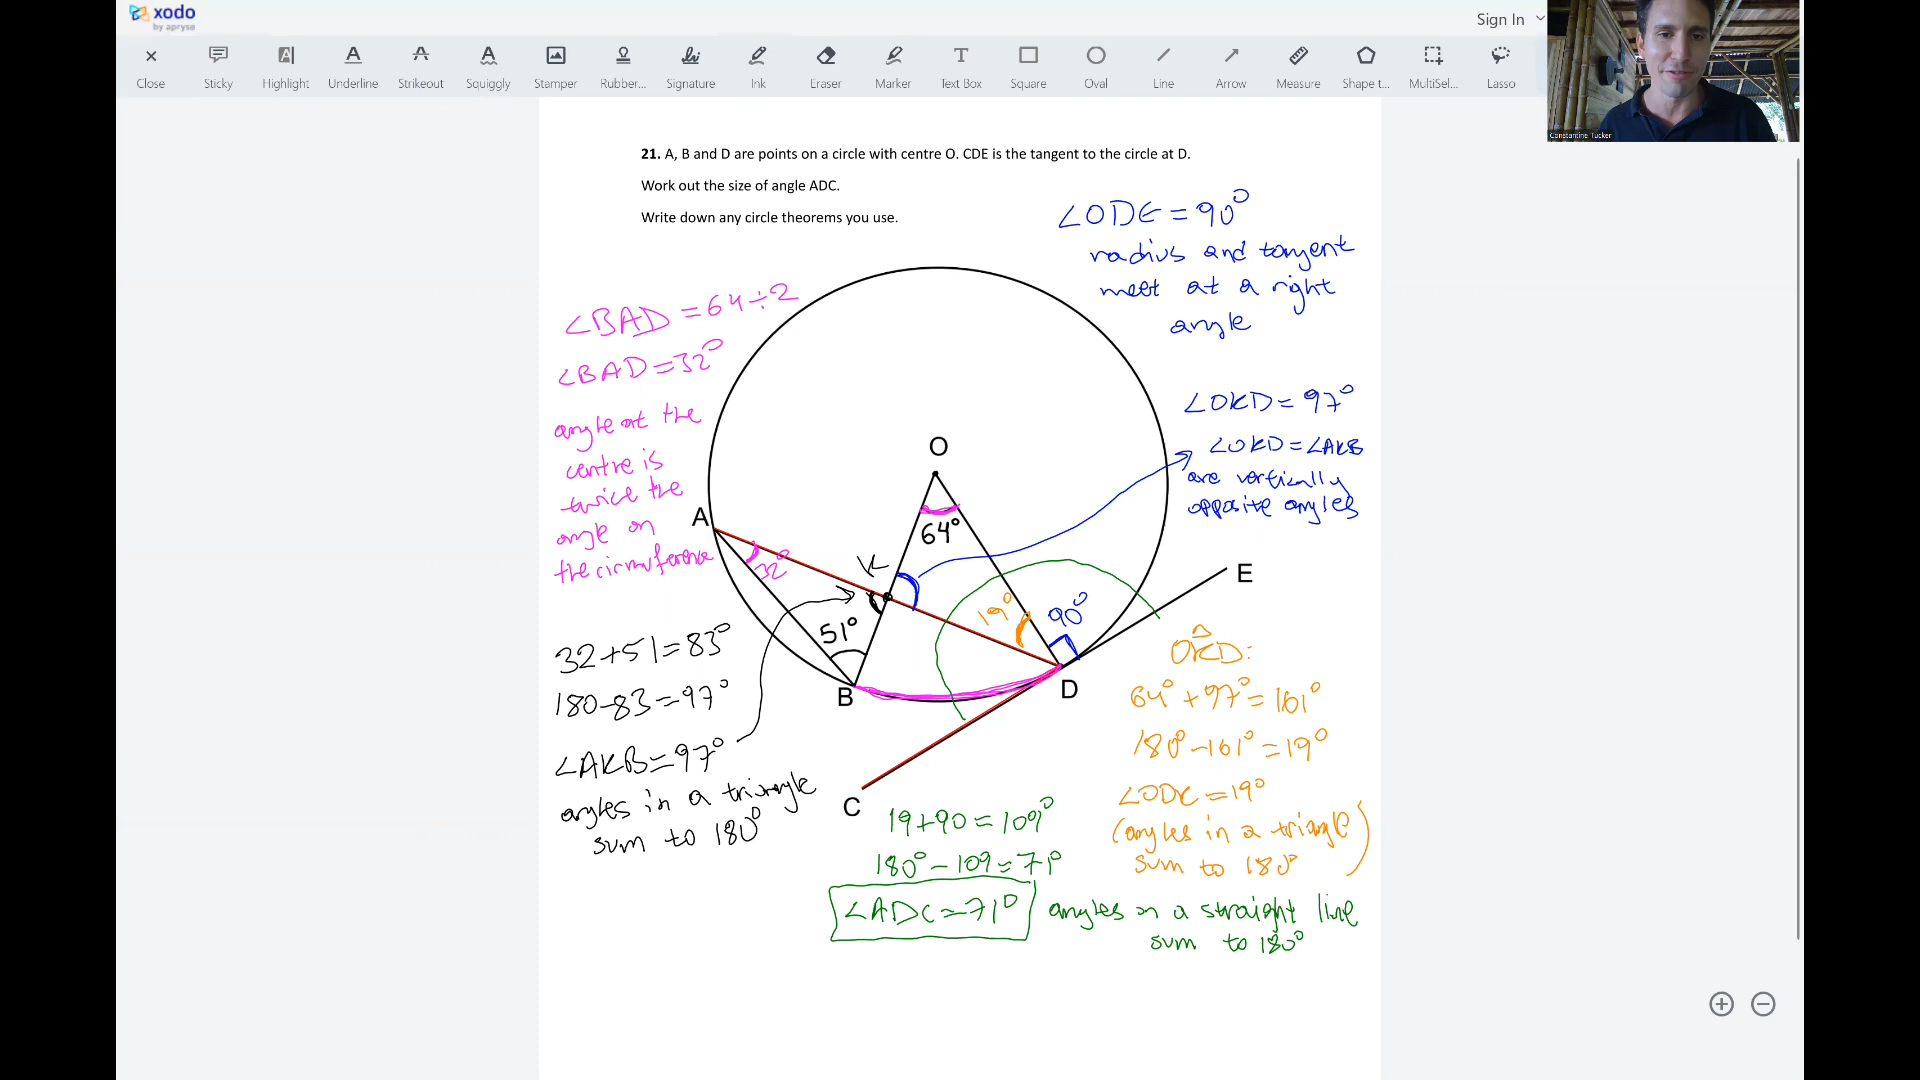 xodo
by apryse
Sign In
Close
Sticky
Highlight
Underline
Strikeout
Squiggly
Stamper
Rubber...
Signature
Ink
Eraser
Marker
Text Box
Square
Oval
Line
Arrow
Measure
Shape t...
MultiSel...
Lasso
Constantine Tucker
21. A, B and D are points on a circle with centre O. CDE is the tangent to the circle at D.
Work out the size of angle ADC.
Write down any circle theorems you use.
∠ODE = 90°
radius and tangent
meet at a right
angle
∠BAD = 64÷2
∠BAD = 32°
angle at the
centre is
twice the
angle on
the circumference
∠OKD = 97°
∠OKD = ∠AKB
are vertically
opposite angles
O
64°
A
32°
K
51°
19°
90°
E
B
D
C
32+51=83°
180-83=97°
∠AKB=97°
angles in a triangle
sum to 180°
OKD:
64° + 97° = 161°
180° - 161° = 19°
∠ODK = 19°
(angles in a triangle)
sum to 180°
19+90 = 109°
180° - 109 = 71°
∠ADC = 71°
angles on a straight line
sum to 180°